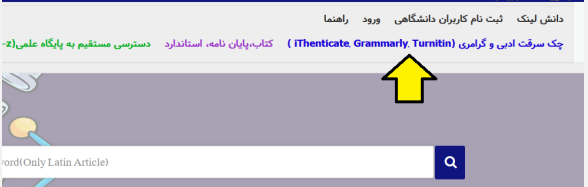 دانش لینک ثبت نام کاربران دانشگاهی ورود راهنما
چک سرقت ادبی و گرامری (iThenticate, Grammarly, Turnitin ) کتاب،پایان نامه، استاندارد دسترسی مستقیم به پایگاه علمی(z–
word(Only Latin Article)